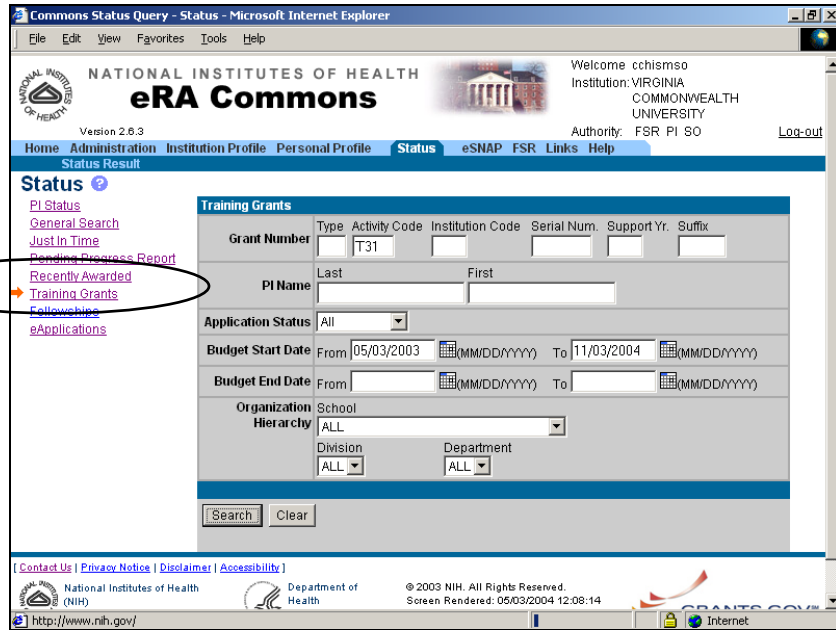 Commons Status Query - Status - Microsoft Internet Explorer
File Edit View Favorites Tools Help
NATIONAL INSTITUTES OF HEALTH
eRA Commons
Version 2.6.3
Welcome cchismso
Institution: VIRGINIA
COMMONWEALTH
UNIVERSITY
Authority: FSR PI SO
Log-out
Home Administration Institution Profile Personal Profile Status eSNAP FSR Links Help
Status Result
Status ?
PI Status
General Search
Just In Time
Pending Progress Report
Recently Awarded
Training Grants
Fellowships
eApplications
Training Grants
Type Activity Code Institution Code Serial Num. Support Yr. Suffix
Grant Number T31
Last First
PI Name
Application Status All
Budget Start Date From 05/03/2003 (MM/DD/YYYY) To 11/03/2004 (MM/DD/YYYY)
Budget End Date From (MM/DD/YYYY) To (MM/DD/YYYY)
Organization Hierarchy
School
ALL
Division Department
ALL ALL
Search Clear
[ Contact Us | Privacy Notice | Disclaimer | Accessibility ]
National Institutes of Health
(NIH)
Department of
Health
© 2003 NIH. All Rights Reserved.
Screen Rendered: 05/03/2004 12:08:14
GRANTS.GOV
http://www.nih.gov/
Internet